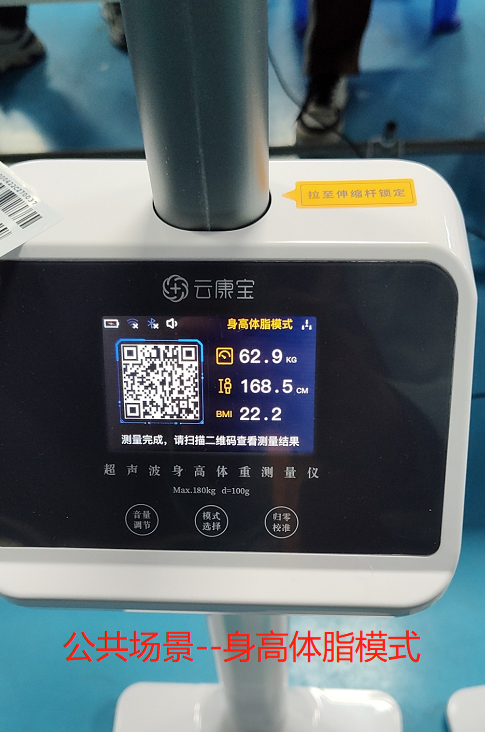 拉至伸缩杆锁定
云康宝
身高体脂模式
62.9 KG
168.5 CM
BMI 22.2
测量完成，请扫描二维码查看测量结果
超声波身高体重测量仪
Max.180kg d=100g
音量
调节
模式
选择
归零
校准
公共场景--身高体脂模式